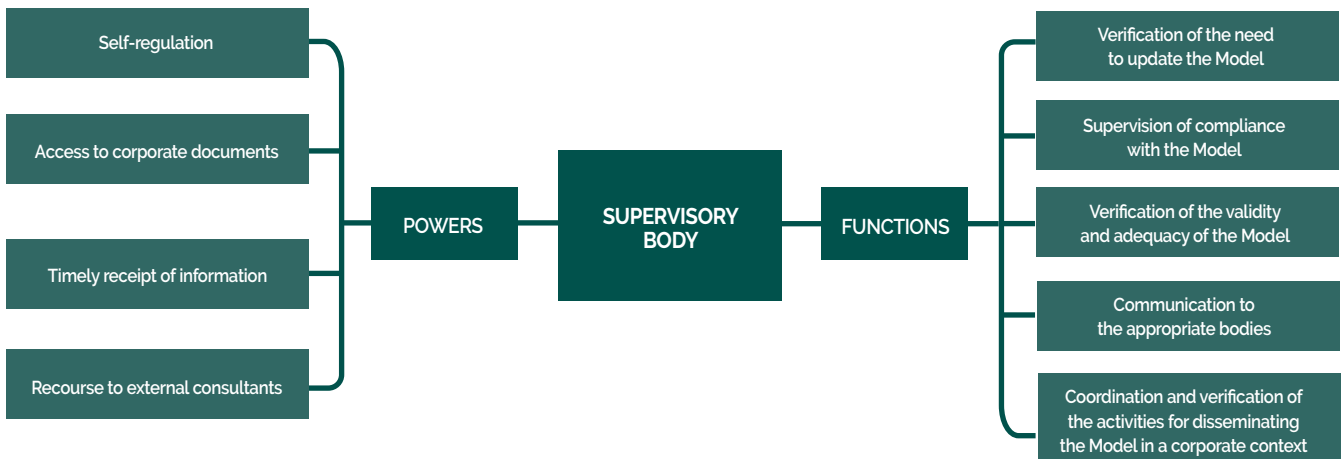 Self-regulation
Access to corporate documents
Timely receipt of information
Recourse to external consultants
POWERS
SUPERVISORY
BODY
FUNCTIONS
Verification of the need
to update the Model
Supervision of compliance
with the Model
Verification of the validity
and adequacy of the Model
Communication to
the appropriate bodies
Coordination and verification of
the activities for disseminating
the Model in a corporate context